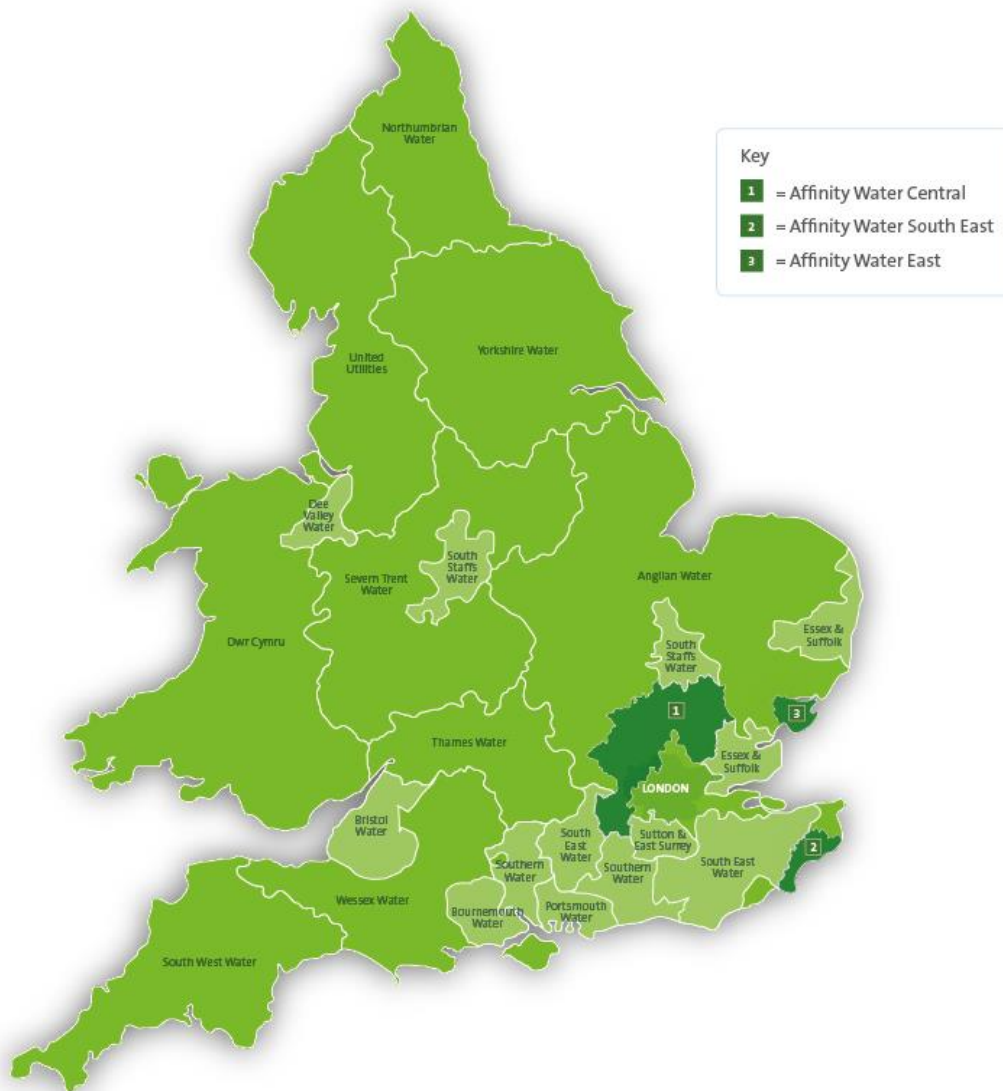 Northumbrian
Water
Key
1 = Affinity Water Central
2 = Affinity Water South East
3 = Affinity Water East
United
Utilities
Yorkshire Water
Dee
Valley
Water
South
Staffs
Water
Severn Trent
Water
Anglian Water
Dwr Cymru
Essex &
Suffolk
South
Staffs
Water
1
3
Thames Water
Essex &
Suffolk
LONDON
Bristol
Water
South
East
Water
Sutton &
East Surrey
2
Southern
Water
Southern
Water
South East
Water
Wessex Water
Bournemouth
Water
Portsmouth
Water
South West Water